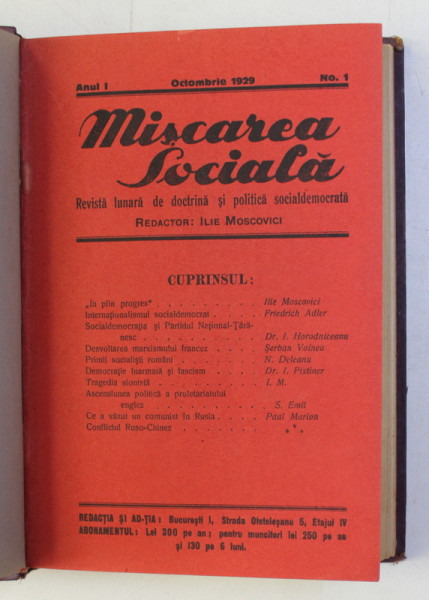 Anul I Octombrie 1929 No. 1
Mișcarea
Socială
Revistă lunară de doctrină și politică socialdemocrată
REDACTOR: ILIE MOSCOVICI
CUPRINSUL:
„In plin progres“ . . . . . . . . . Ilie Moscovici
Internaționalismul socialdemocrat . . . . Friedrich Adler
Socialdemocrația și Partidul Național-Țără-
nesc . . . . . . . . . Dr. I. Horodniceanu
Desvoltarea marxismului francez . . . . Șerban Voinea
Primii socialiști români . . . . . . N. Deleanu
Democrație luarmată și fascism . . . . Dr. I. Pistiner
Tragedia sionistă . . . . . . . . I. M.
Ascensiunea politică a proletariatului
englez . . . . . . . . . S. Emil
Ce a văzut un comunist în Rusia . . . . Paul Marion
Conflictul Ruso-Chinez . . . . . . . * * *
REDACȚIA ȘI AD-ȚIA: București I, Strada Oteteleșanu 5, Etajul IV
ABONAMENTUL: Lei 300 pe an; pentru muncitori lei 250 pe an
și 130 pe 6 luni.